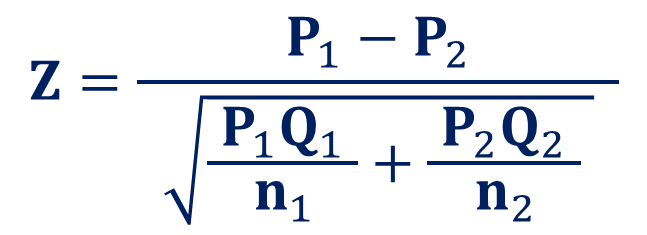 Z = (P₁ − P₂) / √(P₁Q₁ / n₁ + P₂Q₂ / n₂)